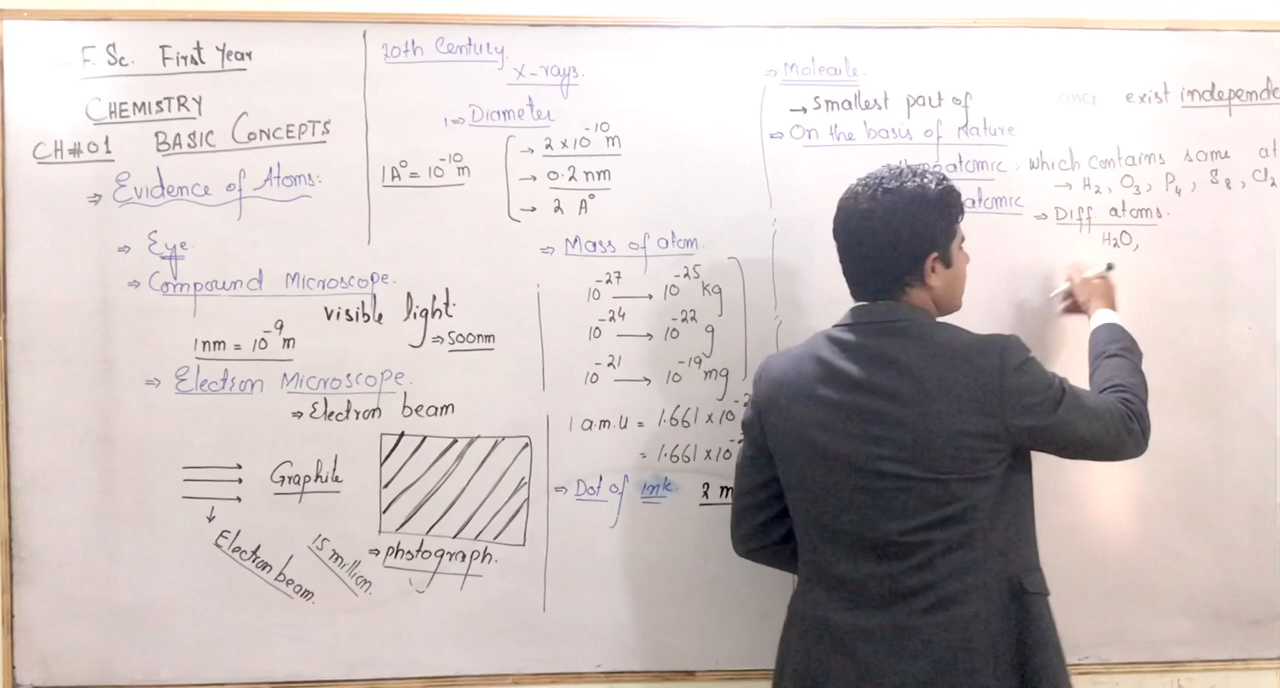 F.Sc. First Year
CHEMISTRY
CH#01 BASIC CONCEPTS
⇒ Evidence of Atoms:
⇒ Eye.
⇒ Compound Microscope.
visible light.
⇒ 500nm
1nm = 10⁻⁹m
⇒ Electron Microscope.
⇒ Electron beam
Graphite
Electron beam.
15 million.
⇒ photograph.
20th Century.
X-rays.
⇒ Diameter
1A° = 10⁻¹⁰m
→ 2×10⁻¹⁰m
→ 0.2 nm
→ 2 A°
⇒ Mass of atom.
10⁻²⁷ → 10⁻²⁵ kg
10⁻²⁴ → 10⁻²² g
10⁻²¹ → 10⁻¹⁹ mg
1 a.m.u = 1.661×10
= 1.661×10
⇒ Dot of ink. 2 m
⇒ Molecule.
→ Smallest part of exist independe
⇒ On the basis of Nature
atomic. which contains same at
→ H₂, O₃, P₄, S₈, Cl₂
atomic ⇒ Diff. atoms.
H₂O,